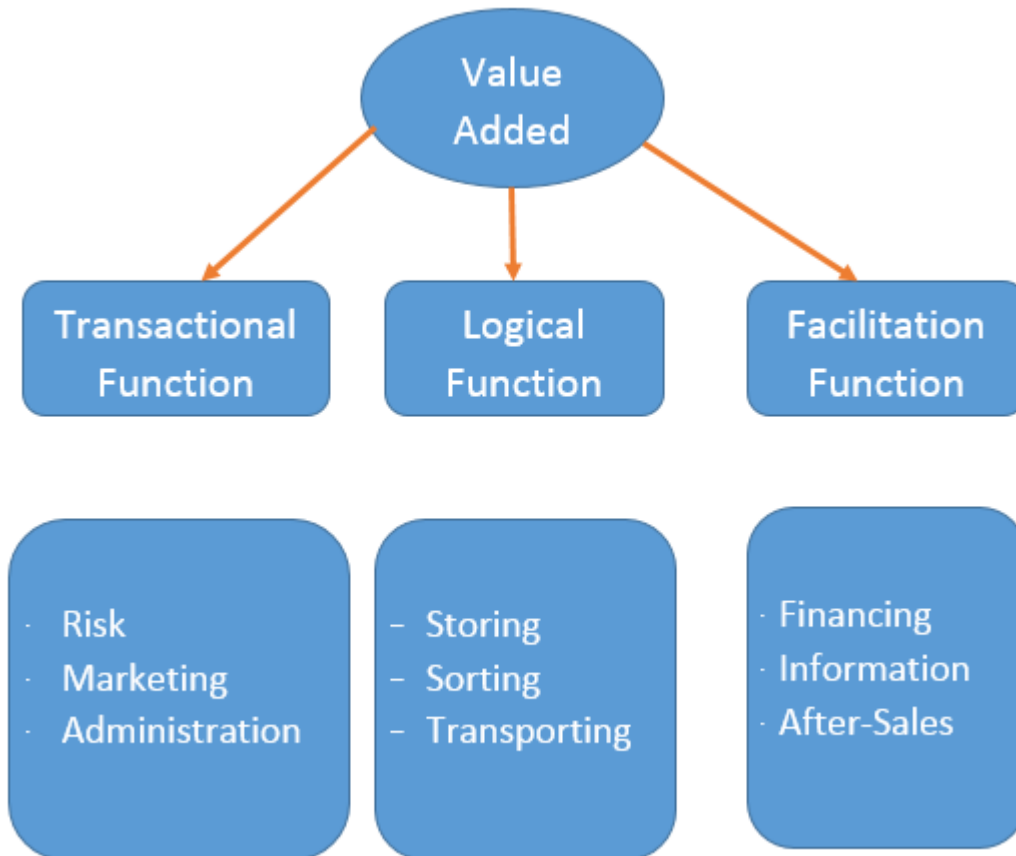 Value
Added
Transactional
Function
Logical
Function
Facilitation
Function
· Risk
· Marketing
· Administration
– Storing
– Sorting
– Transporting
· Financing
· Information
· After-Sales